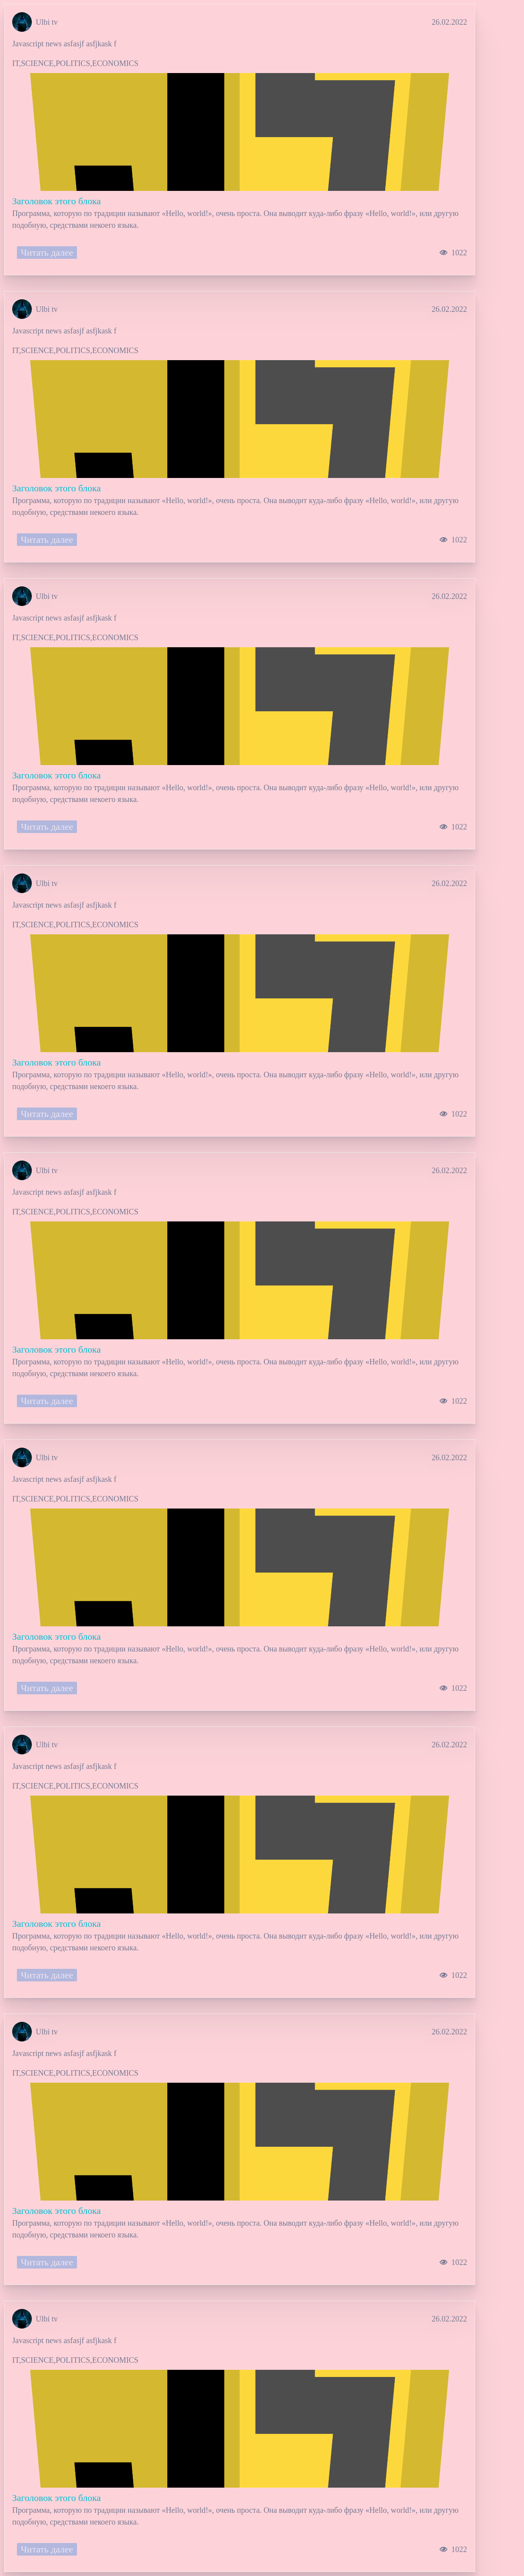 Ulbi tv 26.02.2022
Javascript news asfasjf asfjkask f
IT,SCIENCE,POLITICS,ECONOMICS
Заголовок этого блока
Программа, которую по традиции называют «Hello, world!», очень проста. Она выводит куда-либо фразу «Hello, world!», или другую
подобную, средствами некоего языка.
Читать далее 1022
Ulbi tv 26.02.2022
Javascript news asfasjf asfjkask f
IT,SCIENCE,POLITICS,ECONOMICS
Заголовок этого блока
Программа, которую по традиции называют «Hello, world!», очень проста. Она выводит куда-либо фразу «Hello, world!», или другую
подобную, средствами некоего языка.
Читать далее 1022
Ulbi tv 26.02.2022
Javascript news asfasjf asfjkask f
IT,SCIENCE,POLITICS,ECONOMICS
Заголовок этого блока
Программа, которую по традиции называют «Hello, world!», очень проста. Она выводит куда-либо фразу «Hello, world!», или другую
подобную, средствами некоего языка.
Читать далее 1022
Ulbi tv 26.02.2022
Javascript news asfasjf asfjkask f
IT,SCIENCE,POLITICS,ECONOMICS
Заголовок этого блока
Программа, которую по традиции называют «Hello, world!», очень проста. Она выводит куда-либо фразу «Hello, world!», или другую
подобную, средствами некоего языка.
Читать далее 1022
Ulbi tv 26.02.2022
Javascript news asfasjf asfjkask f
IT,SCIENCE,POLITICS,ECONOMICS
Заголовок этого блока
Программа, которую по традиции называют «Hello, world!», очень проста. Она выводит куда-либо фразу «Hello, world!», или другую
подобную, средствами некоего языка.
Читать далее 1022
Ulbi tv 26.02.2022
Javascript news asfasjf asfjkask f
IT,SCIENCE,POLITICS,ECONOMICS
Заголовок этого блока
Программа, которую по традиции называют «Hello, world!», очень проста. Она выводит куда-либо фразу «Hello, world!», или другую
подобную, средствами некоего языка.
Читать далее 1022
Ulbi tv 26.02.2022
Javascript news asfasjf asfjkask f
IT,SCIENCE,POLITICS,ECONOMICS
Заголовок этого блока
Программа, которую по традиции называют «Hello, world!», очень проста. Она выводит куда-либо фразу «Hello, world!», или другую
подобную, средствами некоего языка.
Читать далее 1022
Ulbi tv 26.02.2022
Javascript news asfasjf asfjkask f
IT,SCIENCE,POLITICS,ECONOMICS
Заголовок этого блока
Программа, которую по традиции называют «Hello, world!», очень проста. Она выводит куда-либо фразу «Hello, world!», или другую
подобную, средствами некоего языка.
Читать далее 1022
Ulbi tv 26.02.2022
Javascript news asfasjf asfjkask f
IT,SCIENCE,POLITICS,ECONOMICS
Заголовок этого блока
Программа, которую по традиции называют «Hello, world!», очень проста. Она выводит куда-либо фразу «Hello, world!», или другую
подобную, средствами некоего языка.
Читать далее 1022